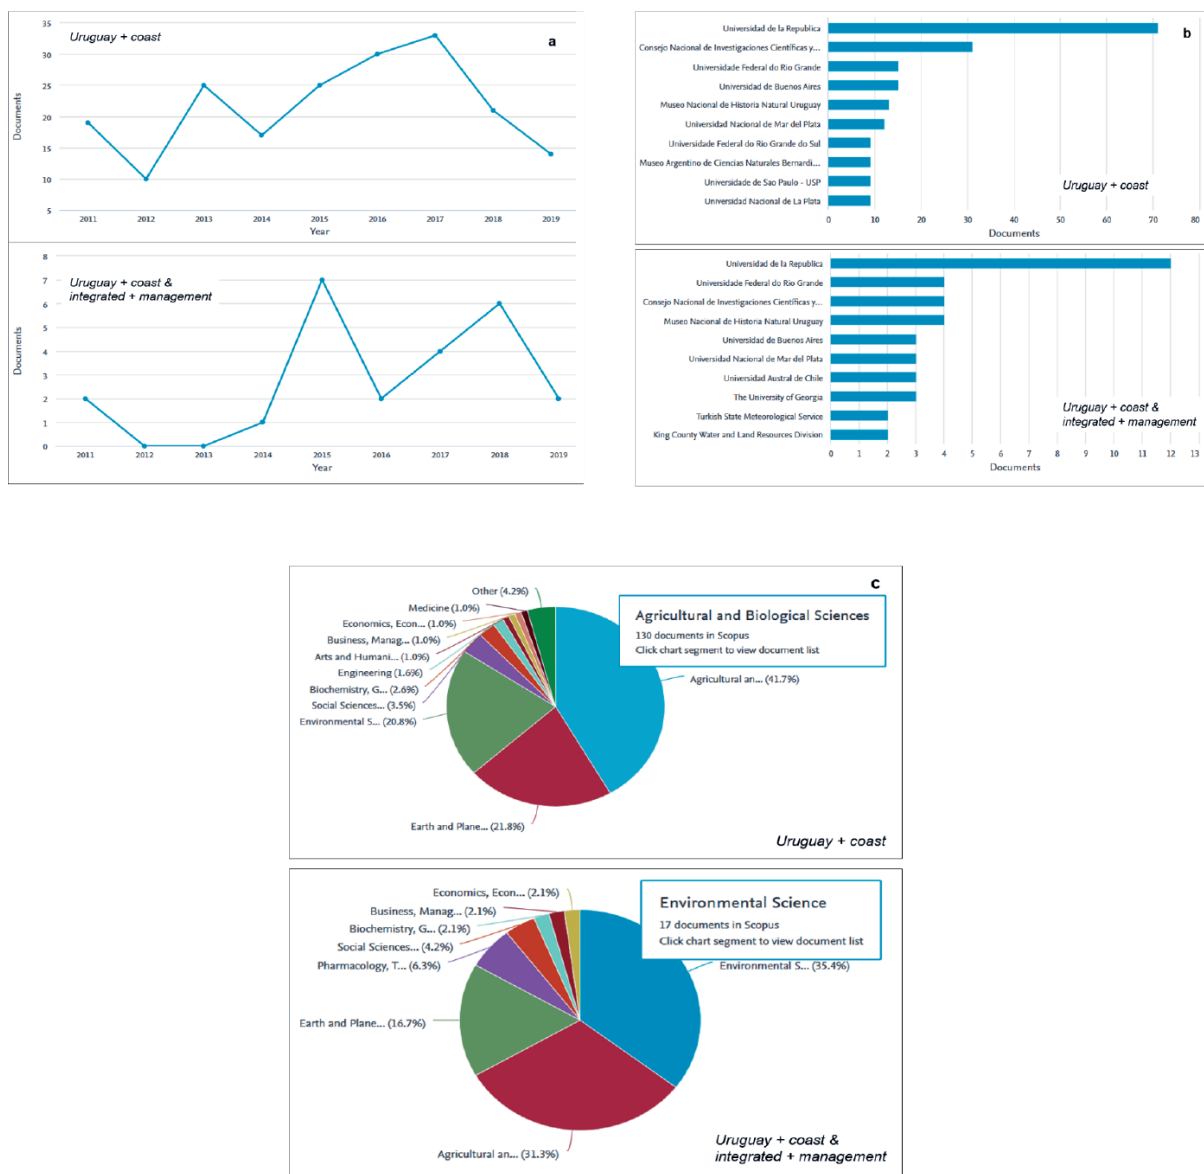 Uruguay + coast
a
35
30
25
20
15
10
5
Documents
2011 2012 2013 2014 2015 2016 2017 2018 2019
Year
Uruguay + coast &
integrated + management
8
7
6
5
4
3
2
1
0
Documents
2011 2012 2013 2014 2015 2016 2017 2018 2019
Year
b
Universidad de la Republica
Consejo Nacional de Investigaciones Científicas y...
Universidade Federal do Rio Grande
Universidad de Buenos Aires
Museo Nacional de Historia Natural Uruguay
Universidad Nacional de Mar del Plata
Universidade Federal do Rio Grande do Sul
Museo Argentino de Ciencias Naturales Bernardi...
Universidade de Sao Paulo - USP
Universidad Nacional de La Plata
Uruguay + coast
0 10 20 30 40 50 60 70 80
Documents
Universidad de la Republica
Universidade Federal do Rio Grande
Consejo Nacional de Investigaciones Científicas y...
Museo Nacional de Historia Natural Uruguay
Universidad de Buenos Aires
Universidad Nacional de Mar del Plata
Universidad Austral de Chile
The University of Georgia
Turkish State Meteorological Service
King County Water and Land Resources Division
Uruguay + coast &
integrated + management
0 1 2 3 4 5 6 7 8 9 10 11 12 13
Documents
c
Other (4.2%)
Medicine (1.0%)
Economics, Econ... (1.0%)
Business, Manag... (1.0%)
Arts and Humani... (1.0%)
Engineering (1.6%)
Biochemistry, G... (2.6%)
Social Sciences... (3.5%)
Environmental S... (20.8%)
Earth and Plane... (21.8%)
Agricultural and Biological Sciences
130 documents in Scopus
Click chart segment to view document list
Agricultural an... (41.7%)
Uruguay + coast
Economics, Econ... (2.1%)
Business, Manag... (2.1%)
Biochemistry, G... (2.1%)
Social Sciences... (4.2%)
Pharmacology, T... (6.3%)
Earth and Plane... (16.7%)
Agricultural an... (31.3%)
Environmental Science
17 documents in Scopus
Click chart segment to view document list
Environmental S... (35.4%)
Uruguay + coast &
integrated + management